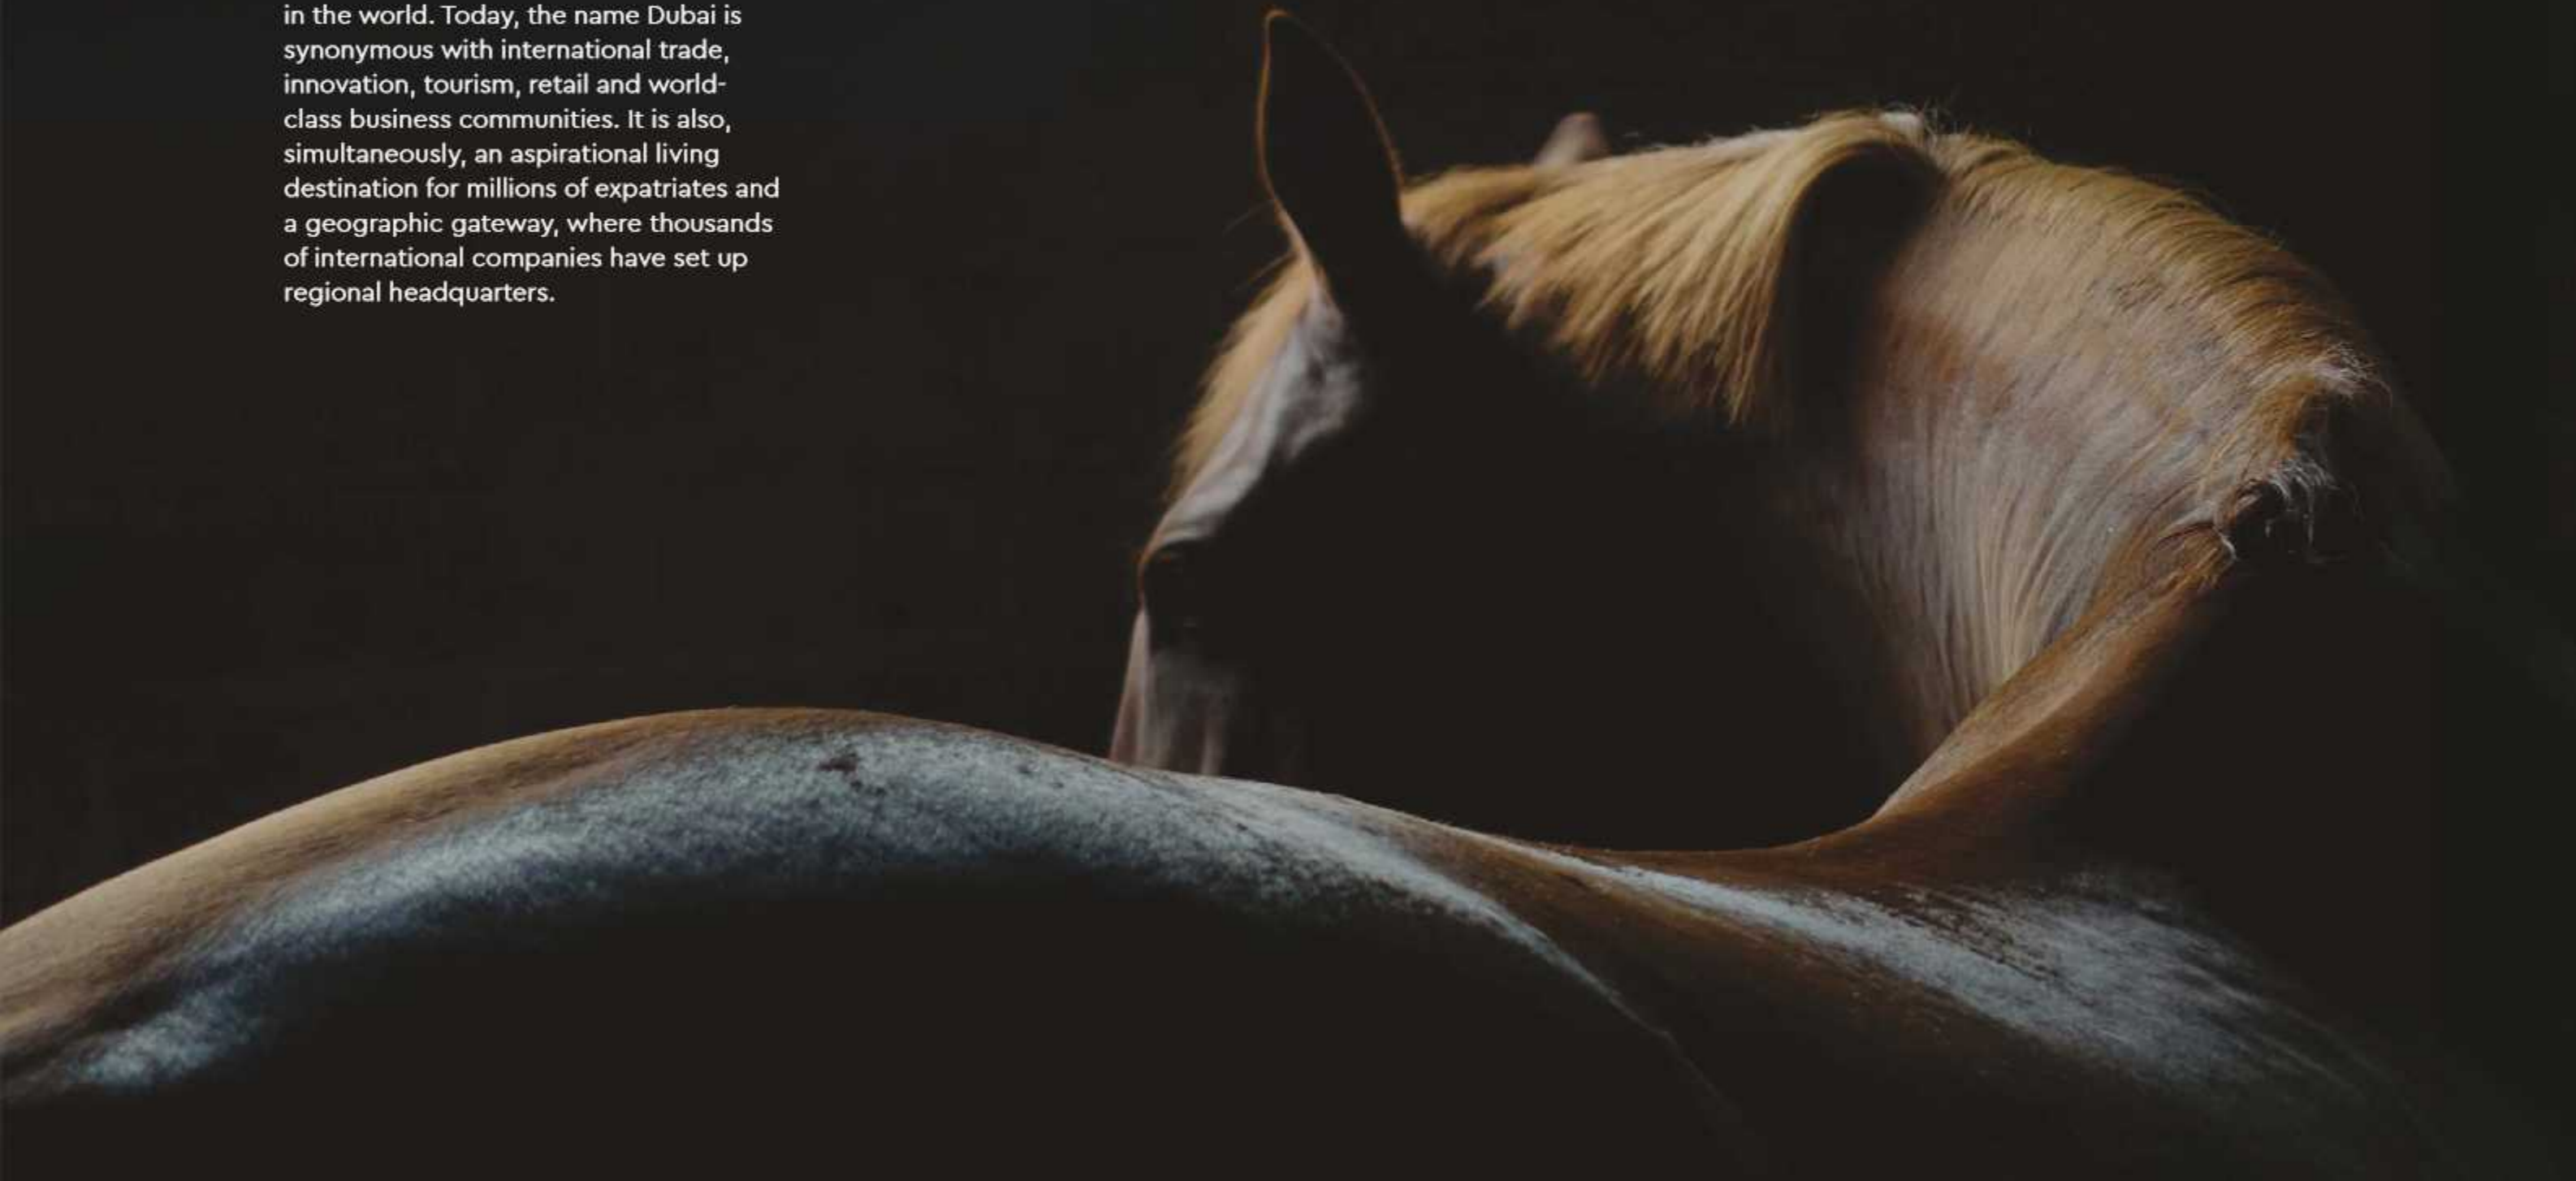 in the world. Today, the name Dubai is
synonymous with international trade,
innovation, tourism, retail and world-
class business communities. It is also,
simultaneously, an aspirational living
destination for millions of expatriates and
a geographic gateway, where thousands
of international companies have set up
regional headquarters.